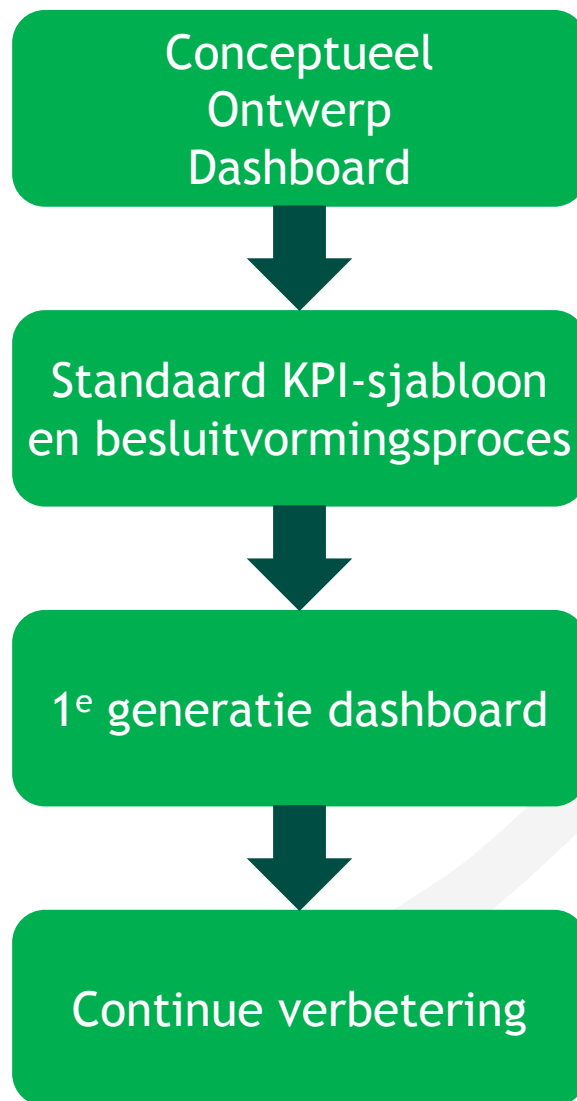 Conceptueel
Ontwerp
Dashboard
Standaard KPI-sjabloon
en besluitvormingsproces
1ᵉ generatie dashboard
Continue verbetering